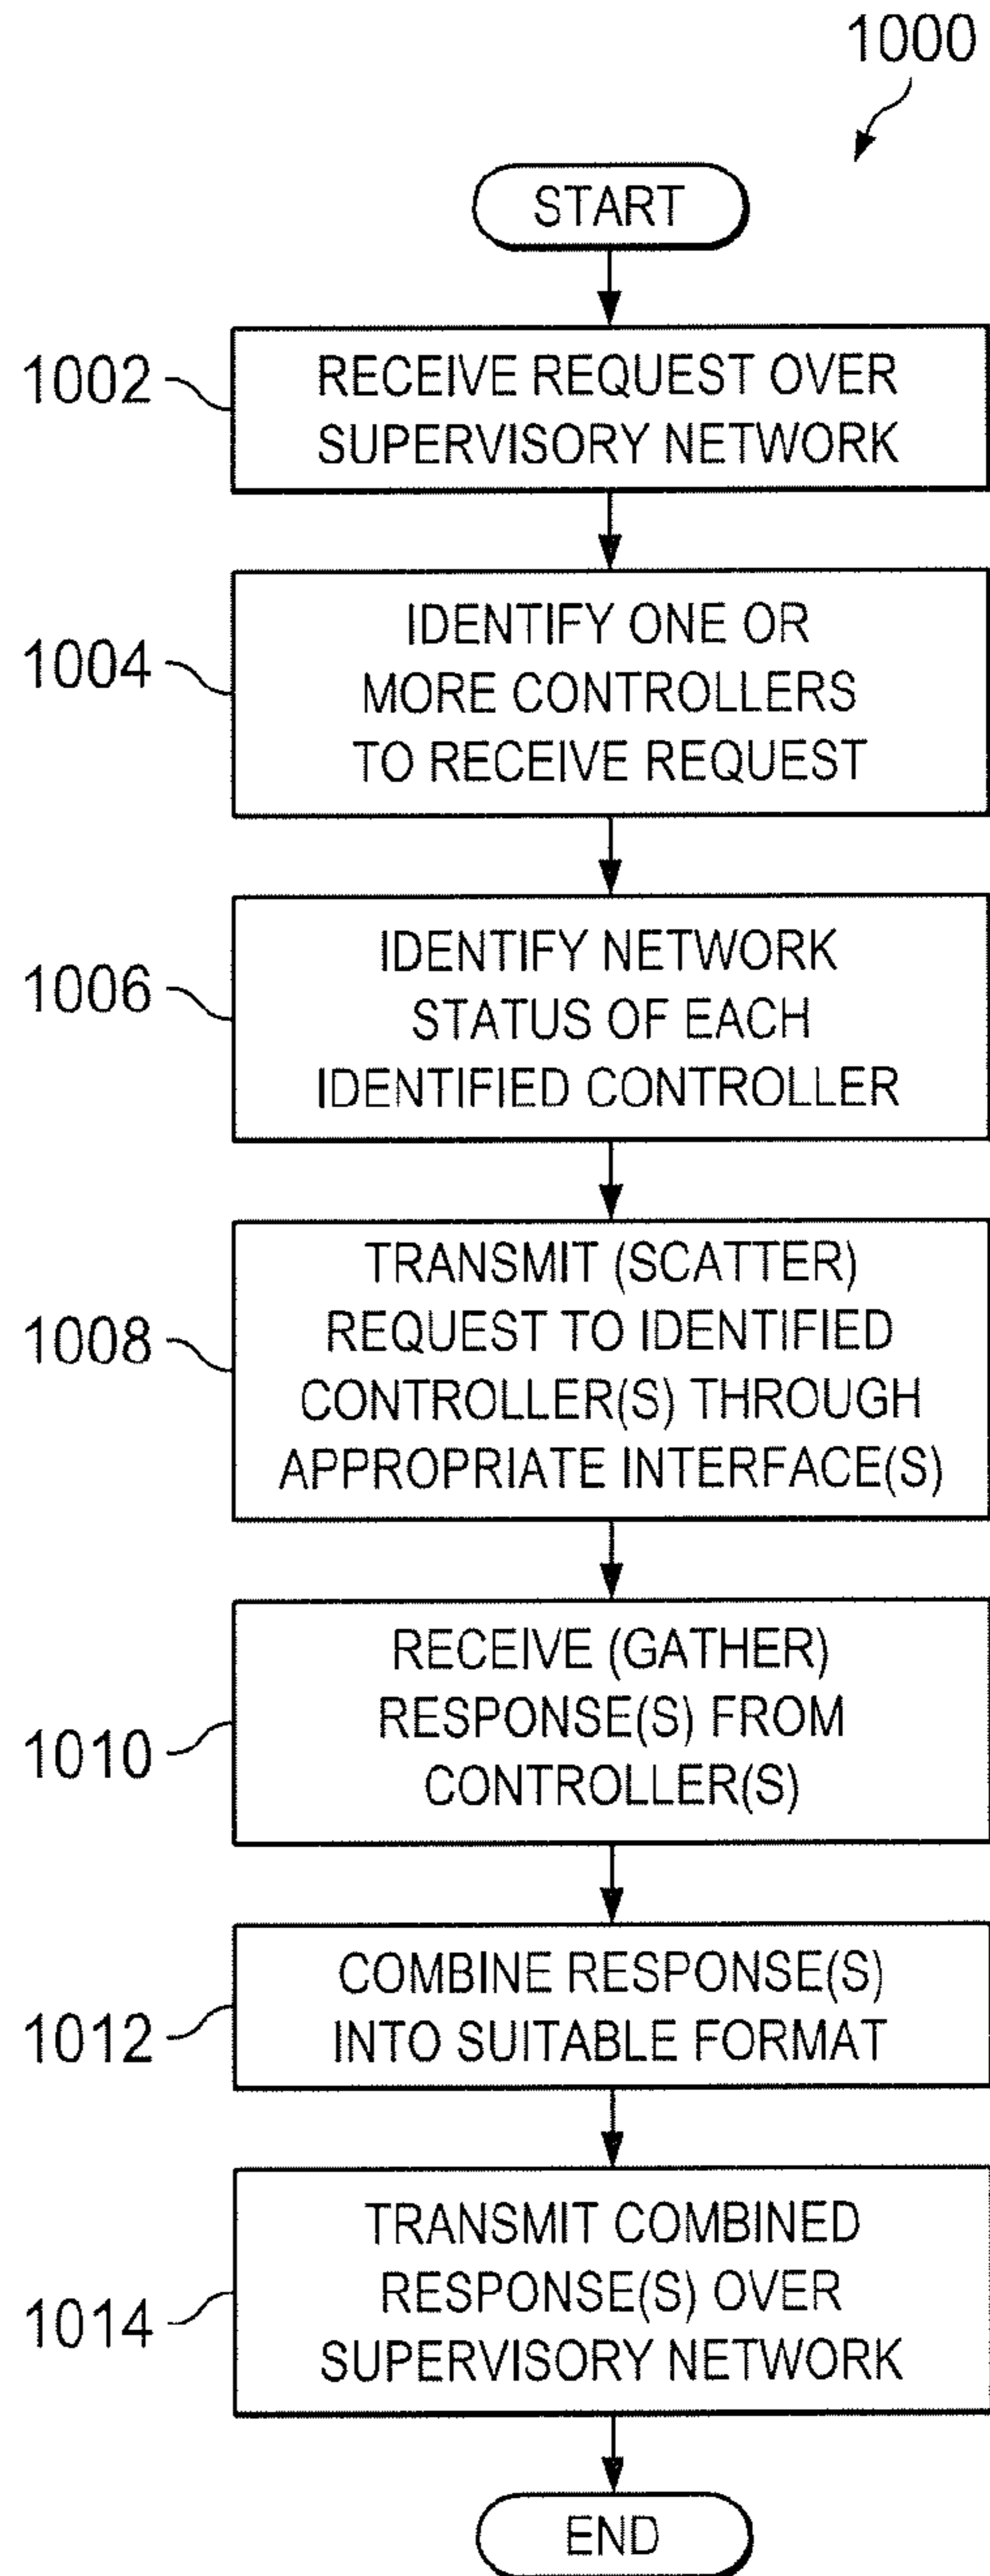 1000
START
1002
RECEIVE REQUEST OVER
SUPERVISORY NETWORK
1004
IDENTIFY ONE OR
MORE CONTROLLERS
TO RECEIVE REQUEST
1006
IDENTIFY NETWORK
STATUS OF EACH
IDENTIFIED CONTROLLER
1008
TRANSMIT (SCATTER)
REQUEST TO IDENTIFIED
CONTROLLER(S) THROUGH
APPROPRIATE INTERFACE(S)
1010
RECEIVE (GATHER)
RESPONSE(S) FROM
CONTROLLER(S)
1012
COMBINE RESPONSE(S)
INTO SUITABLE FORMAT
1014
TRANSMIT COMBINED
RESPONSE(S) OVER
SUPERVISORY NETWORK
END